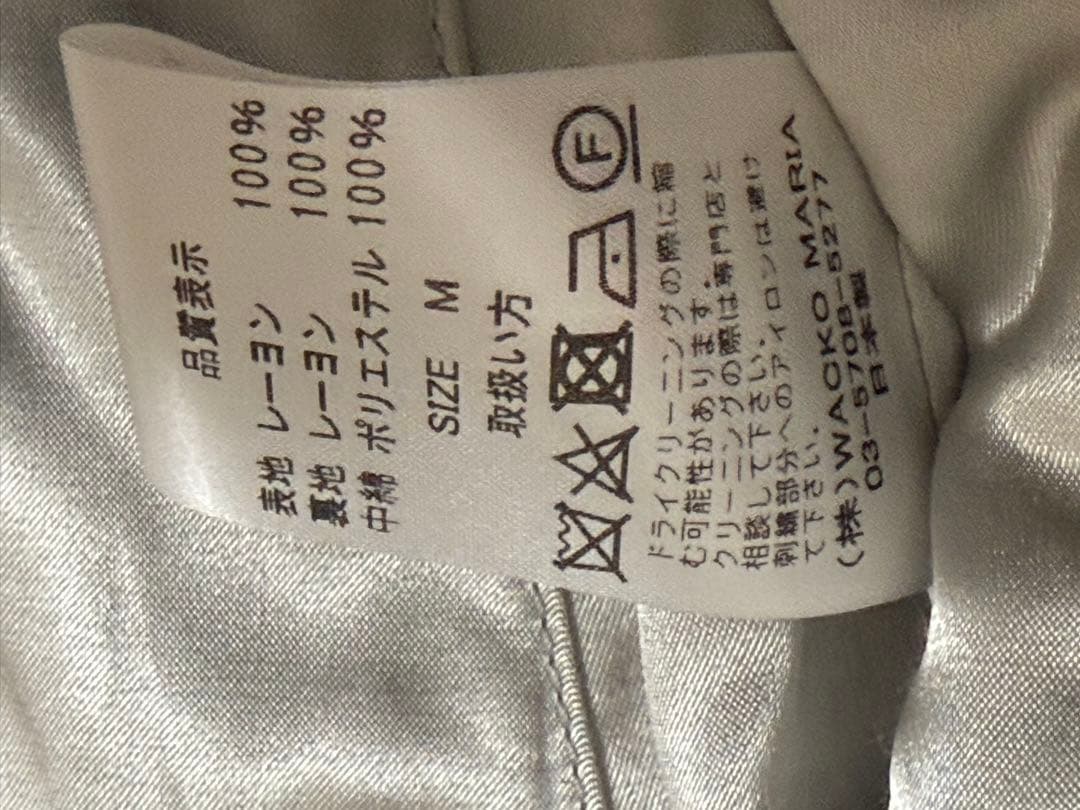 品質表示
表地 レーヨン 100%
裏地 レーヨン 100%
中綿 ポリエステル 100%
SIZE M
取扱い方
F
ドライクリーニングの際に縮
む可能性があります.
クリーニングの際は専門店と
相談して下さい.
刺繍部分へのアイロンは避け
て下さい.
(株)WACKO MARIA
03-5708-5277
日本製